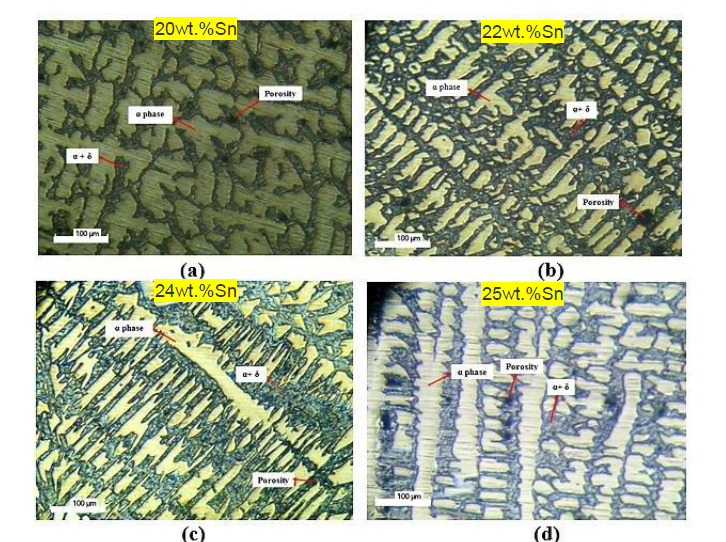 20wt.%Sn
Porosity
α phase
α + δ
100 μm
(a)
22wt.%Sn
α phase
α+ δ
Porosity
100 μm
(b)
24wt.%Sn
α phase
α+ δ
Porosity
100 μm
(c)
25wt.%Sn
Porosity
α phase
α+ δ
100 μm
(d)